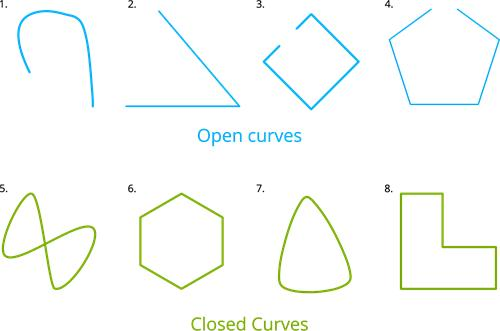 1. 2. 3. 4.
Open curves
5. 6. 7. 8.
Closed Curves